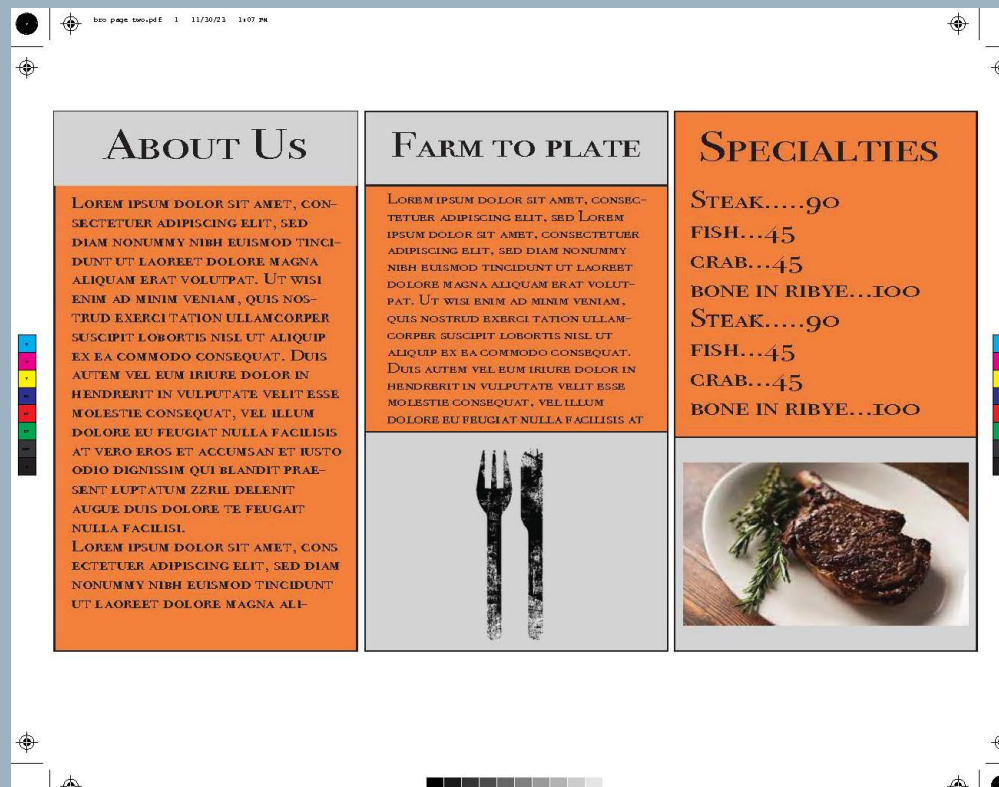 bro page two.pdf 1 11/30/23 1:07 PM
About Us
Lorem ipsum dolor sit amet, con-
sectetuer adipiscing elit, sed
diam nonummy nibh euismod tinci-
dunt ut laoreet dolore magna
aliquam erat volutpat. Ut wisi
enim ad minim veniam, quis nos-
trud exerci tation ullamcorper
suscipit lobortis nisl ut aliquip
ex ea commodo consequat. Duis
autem vel eum iriure dolor in
hendrerit in vulputate velit esse
molestie consequat, vel illum
dolore eu feugiat nulla facilisis
at vero eros et accumsan et iusto
odio dignissim qui blandit prae-
sent luptatum zzril delenit
augue duis dolore te feugait
nulla facilisi.
Lorem ipsum dolor sit amet, cons
ectetuer adipiscing elit, sed diam
nonummy nibh euismod tincidunt
ut laoreet dolore magna ali-
Farm to plate
Lorem ipsum dolor sit amet, consec-
tetuer adipiscing elit, sed Lorem
ipsum dolor sit amet, consectetuer
adipiscing elit, sed diam nonummy
nibh euismod tincidunt ut laoreet
dolore magna aliquam erat volut-
pat. Ut wisi enim ad minim veniam,
quis nostrud exerci tation ullam-
corper suscipit lobortis nisl ut
aliquip ex ea commodo consequat.
Duis autem vel eum iriure dolor in
hendrerit in vulputate velit esse
molestie consequat, vel illum
dolore eu feugiat nulla facilisis at
Specialties
Steak.....90
fish...45
crab...45
bone in ribye...100
Steak.....90
fish...45
crab...45
bone in ribye...100